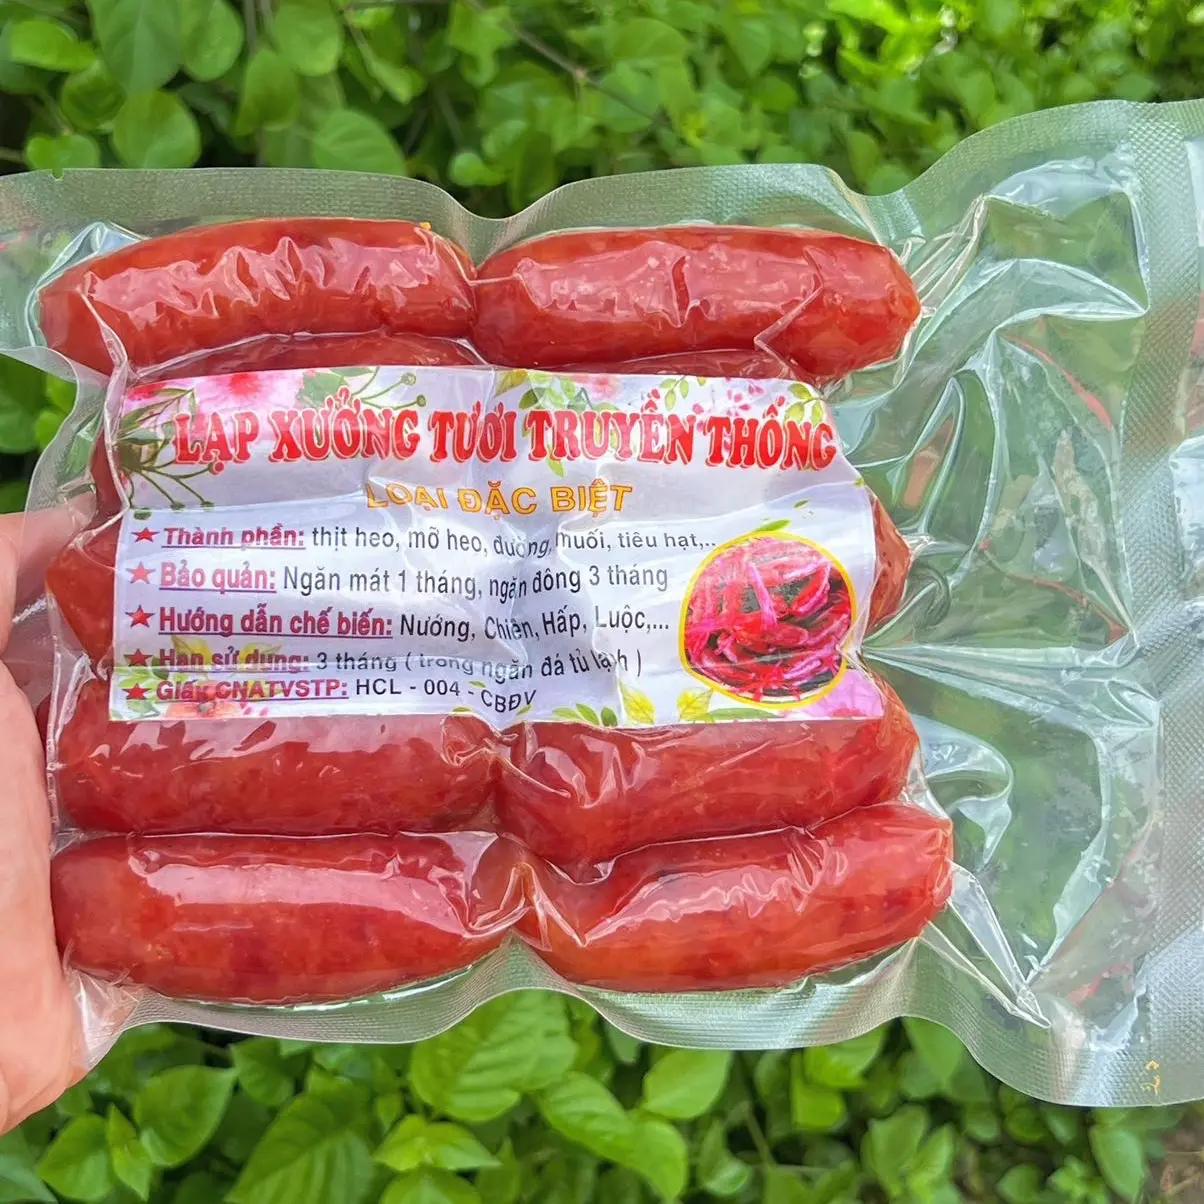 LẠP XƯỞNG TƯƠI TRUYỀN THỐNG
LOẠI ĐẶC BIỆT
★ Thành phần: thịt heo, mỡ heo, đường, muối, tiêu hạt,..
★ Bảo quản: Ngăn mát 1 tháng, ngăn đông 3 tháng
★ Hướng dẫn chế biến: Nướng, Chiên, Hấp, Luộc,...
★ Hạn sử dụng: 3 tháng ( trong ngăn đá tủ lạnh )
★ Giấy CNATVSTP: HCL - 004 - CBĐV